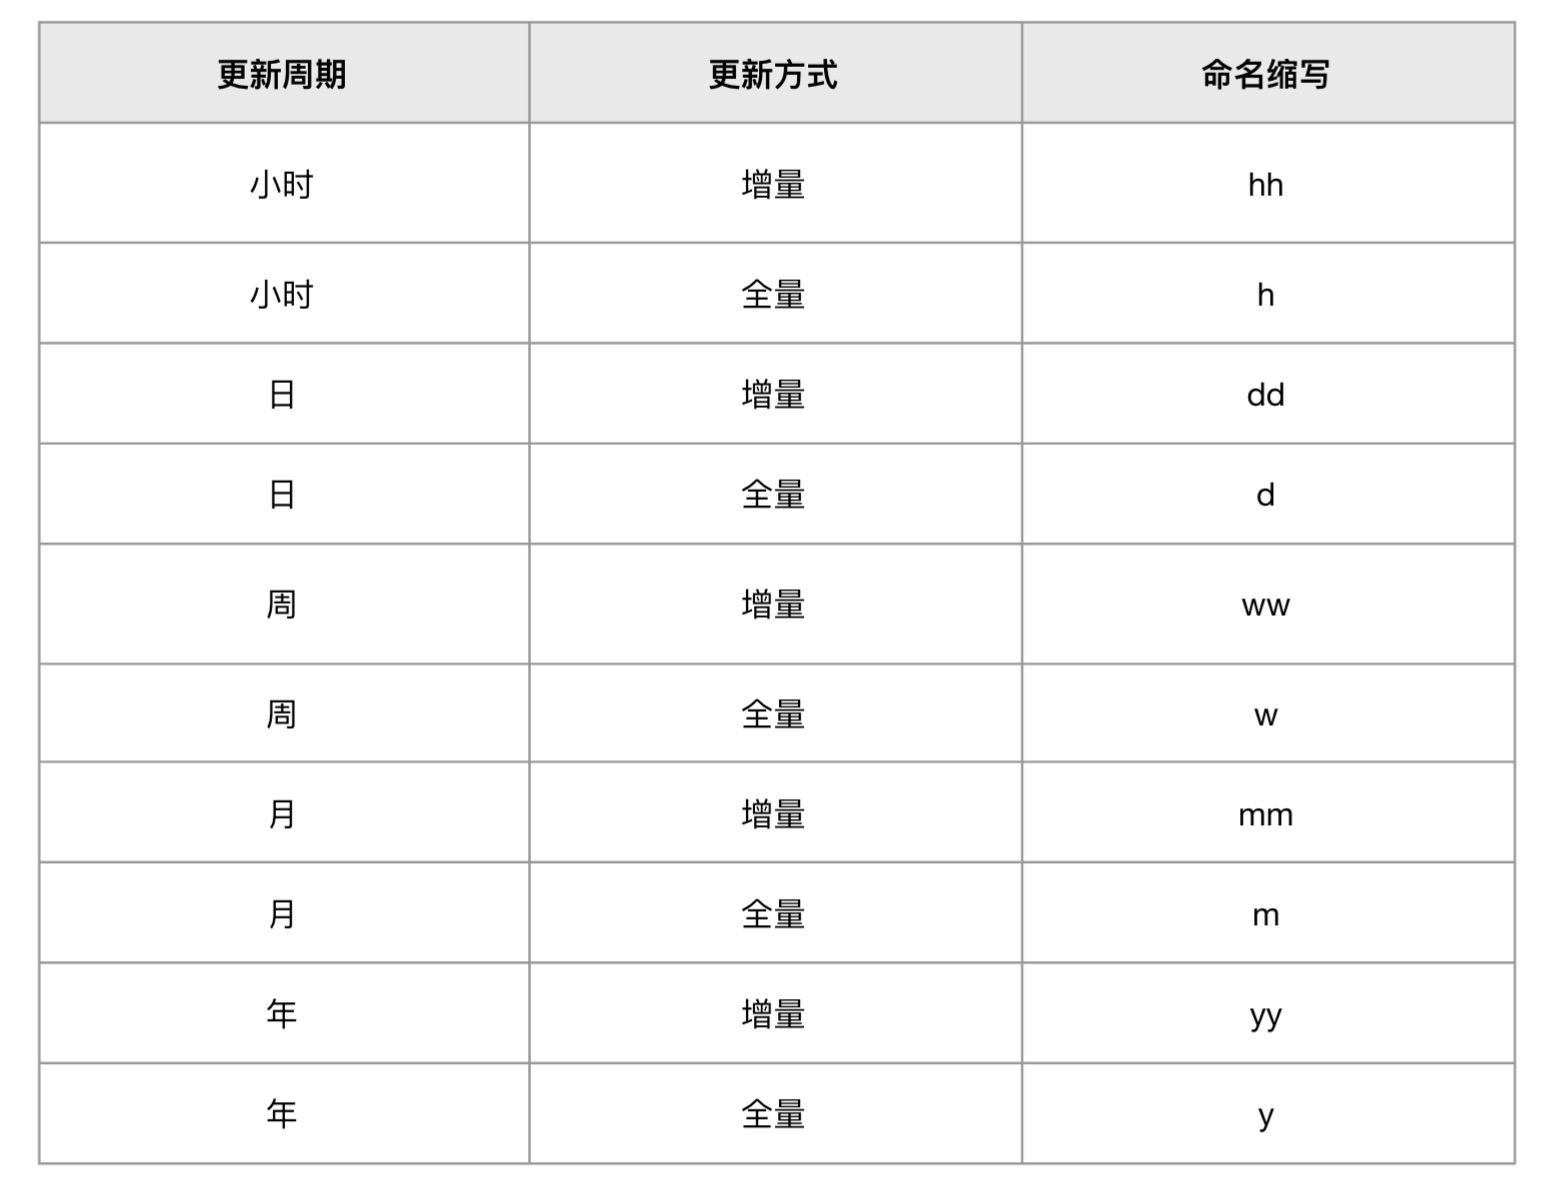 更新周期 更新方式 命名缩写
小时 增量 hh
小时 全量 h
日 增量 dd
日 全量 d
周 增量 ww
周 全量 w
月 增量 mm
月 全量 m
年 增量 yy
年 全量 y